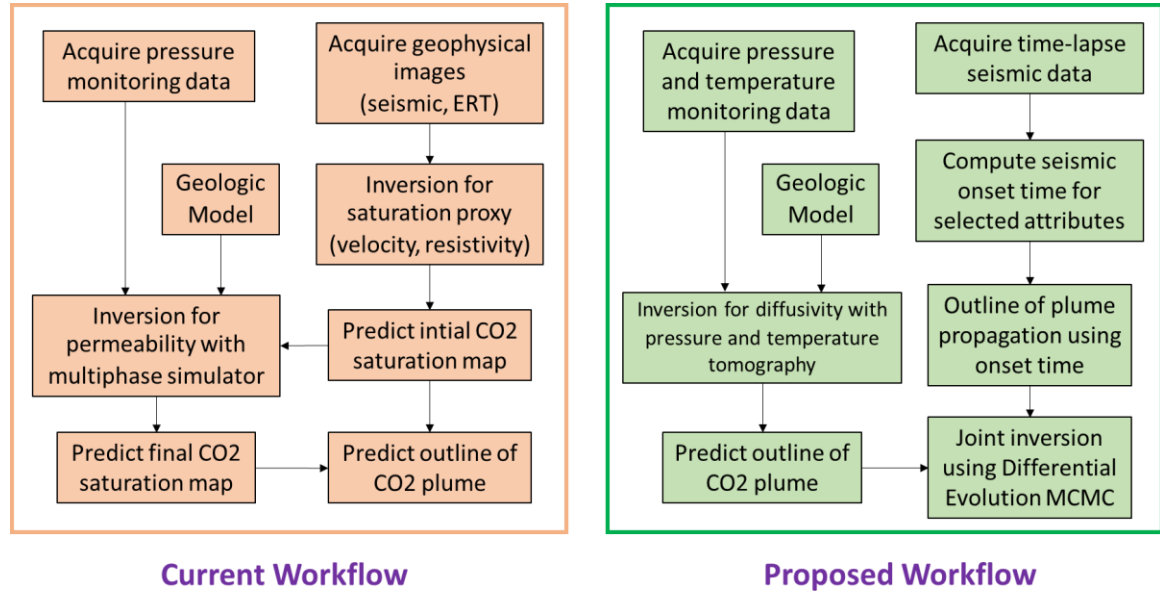 Acquire pressure
monitoring data
Acquire geophysical
images
(seismic, ERT)
Geologic
Model
Inversion for
saturation proxy
(velocity, resistivity)
Inversion for
permeability with
multiphase simulator
Predict intial CO2
saturation map
Predict final CO2
saturation map
Predict outline of
CO2 plume
Current Workflow
Acquire pressure
and temperature
monitoring data
Acquire time-lapse
seismic data
Geologic
Model
Compute seismic
onset time for
selected attributes
Inversion for diffusivity with
pressure and temperature
tomography
Outline of plume
propagation using
onset time
Predict outline of
CO2 plume
Joint inversion
using Differential
Evolution MCMC
Proposed Workflow